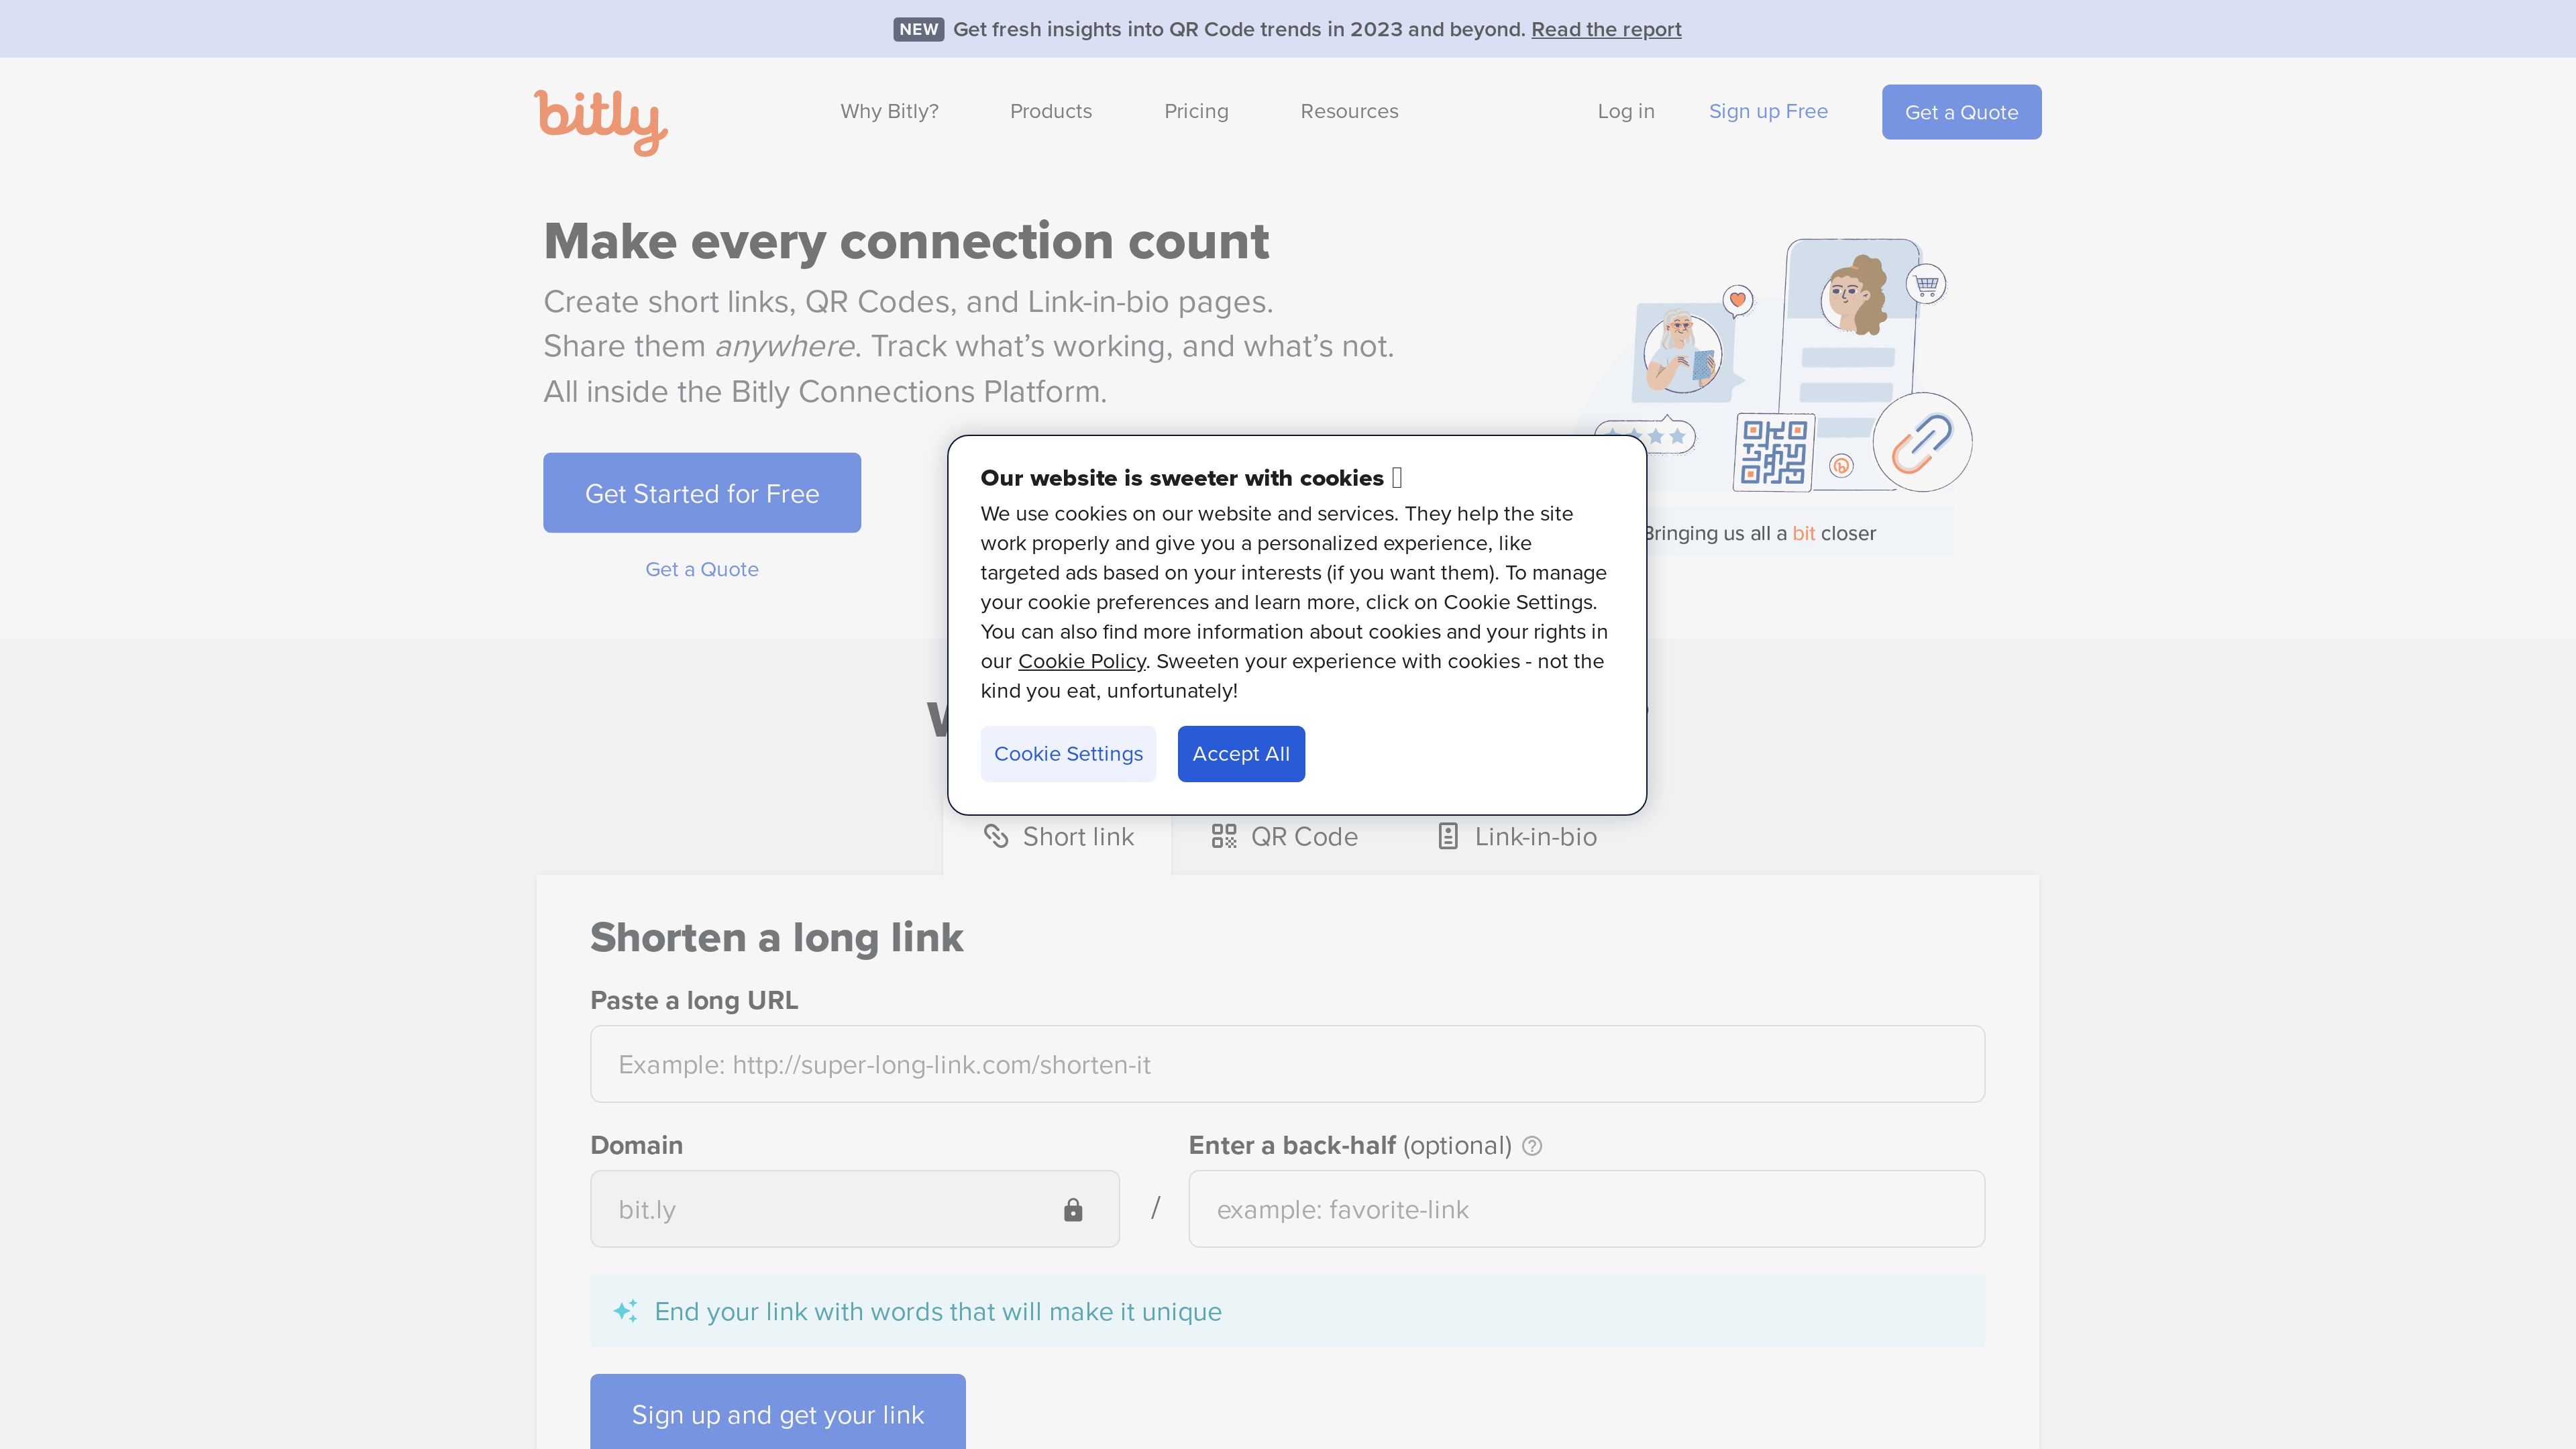 NEW Get fresh insights into QR Code trends in 2023 and beyond. Read the report
bitly
Why Bitly?
Products
Pricing
Resources
Log in
Sign up Free
Get a Quote
Make every connection count
Create short links, QR Codes, and Link-in-bio pages.
Share them anywhere. Track what’s working, and what’s not.
All inside the Bitly Connections Platform.
Get Started for Free
Get a Quote
Bringing us all a bit closer
Our website is sweeter with cookies
We use cookies on our website and services. They help the site
work properly and give you a personalized experience, like
targeted ads based on your interests (if you want them). To manage
your cookie preferences and learn more, click on Cookie Settings.
You can also find more information about cookies and your rights in
our Cookie Policy. Sweeten your experience with cookies - not the
kind you eat, unfortunately!
Cookie Settings
Accept All
Short link
QR Code
Link-in-bio
Shorten a long link
Paste a long URL
Example: http://super-long-link.com/shorten-it
Domain
Enter a back-half (optional)
bit.ly
/
example: favorite-link
End your link with words that will make it unique
Sign up and get your link